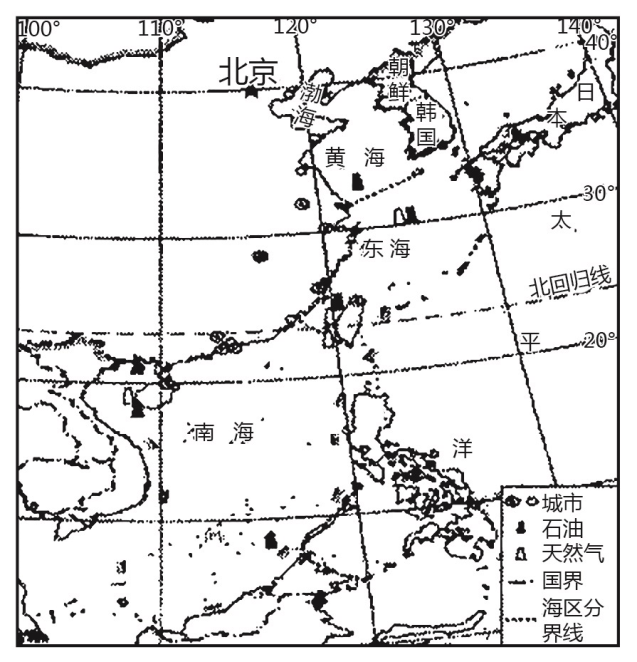 100° 110° 120° 130° 140°
40°
北京
渤海
朝鲜
韩国
日本
黄 海
30°
太
东海
北回归线
平
20°
南 海
洋
城市
石油
天然气
国界
海区分
界线